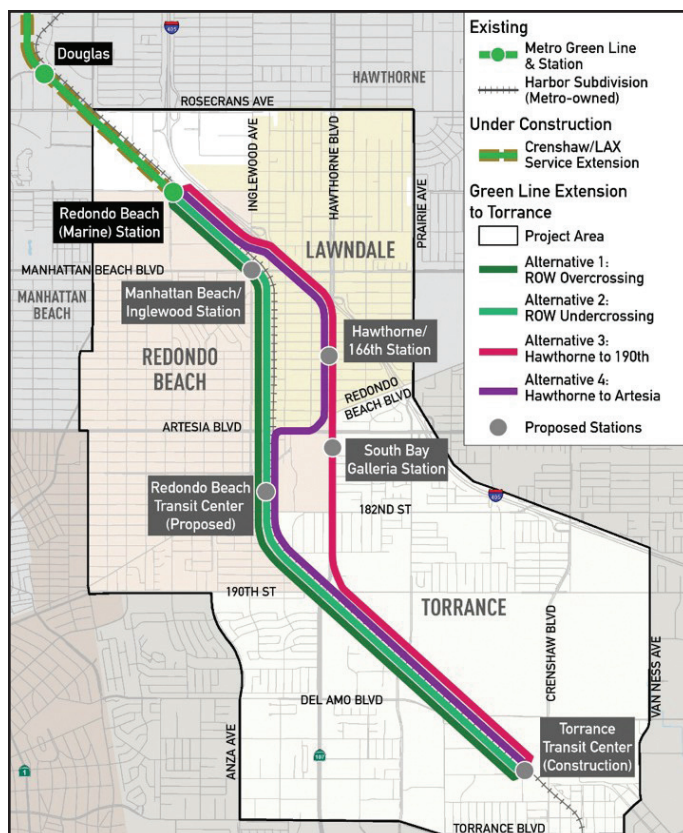 Douglas
405
HAWTHORNE
ROSECRANS AVE
INGLEWOOD AVE
HAWTHORNE BLVD
PRAIRIE AVE
Redondo Beach
(Marine) Station
LAWNDALE
MANHATTAN BEACH BLVD
MANHATTAN
BEACH
Manhattan Beach/
Inglewood Station
Hawthorne/
166th Station
REDONDO
BEACH
REDONDO
BEACH BLVD
ARTESIA BLVD
South Bay
Galleria Station
Redondo Beach
Transit Center
(Proposed)
405
182ND ST
190TH ST
TORRANCE
CRENSHAW BLVD
VAN NESS AVE
DEL AMO BLVD
ANZA AVE
Torrance
Transit Center
(Construction)
107
1
TORRANCE BLVD
Existing
Metro Green Line
& Station
Harbor Subdivision
(Metro-owned)
Under Construction
Crenshaw/LAX
Service Extension
Green Line Extension
to Torrance
Project Area
Alternative 1:
ROW Overcrossing
Alternative 2:
ROW Undercrossing
Alternative 3:
Hawthorne to 190th
Alternative 4:
Hawthorne to Artesia
Proposed Stations